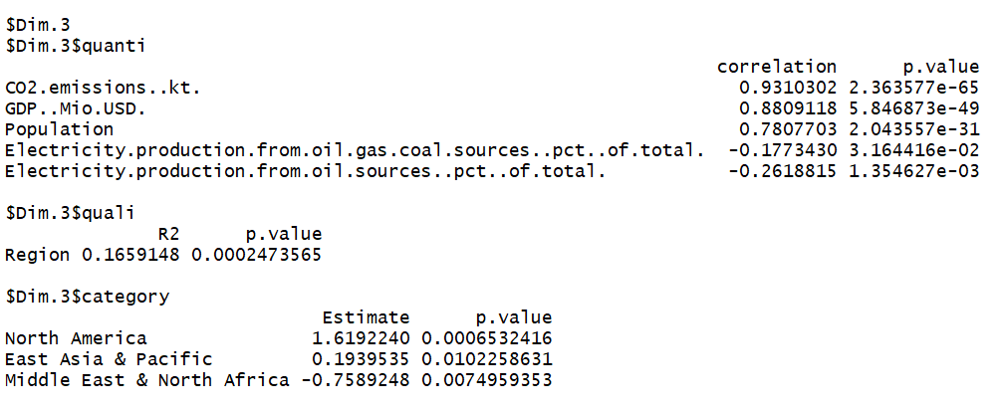 $Dim.3
$Dim.3$quanti
correlation p.value
CO2.emissions..kt. 0.9310302 2.363577e-65
GDP..Mio.USD. 0.8809118 5.846873e-49
Population 0.7807703 2.043557e-31
Electricity.production.from.oil.gas.coal.sources..pct..of.total. -0.1773430 3.164416e-02
Electricity.production.from.oil.sources..pct..of.total. -0.2618815 1.354627e-03
$Dim.3$quali
R2 p.value
Region 0.1659148 0.0002473565
$Dim.3$category
Estimate p.value
North America 1.6192240 0.0006532416
East Asia & Pacific 0.1939535 0.0102258631
Middle East & North Africa -0.7589248 0.0074959353